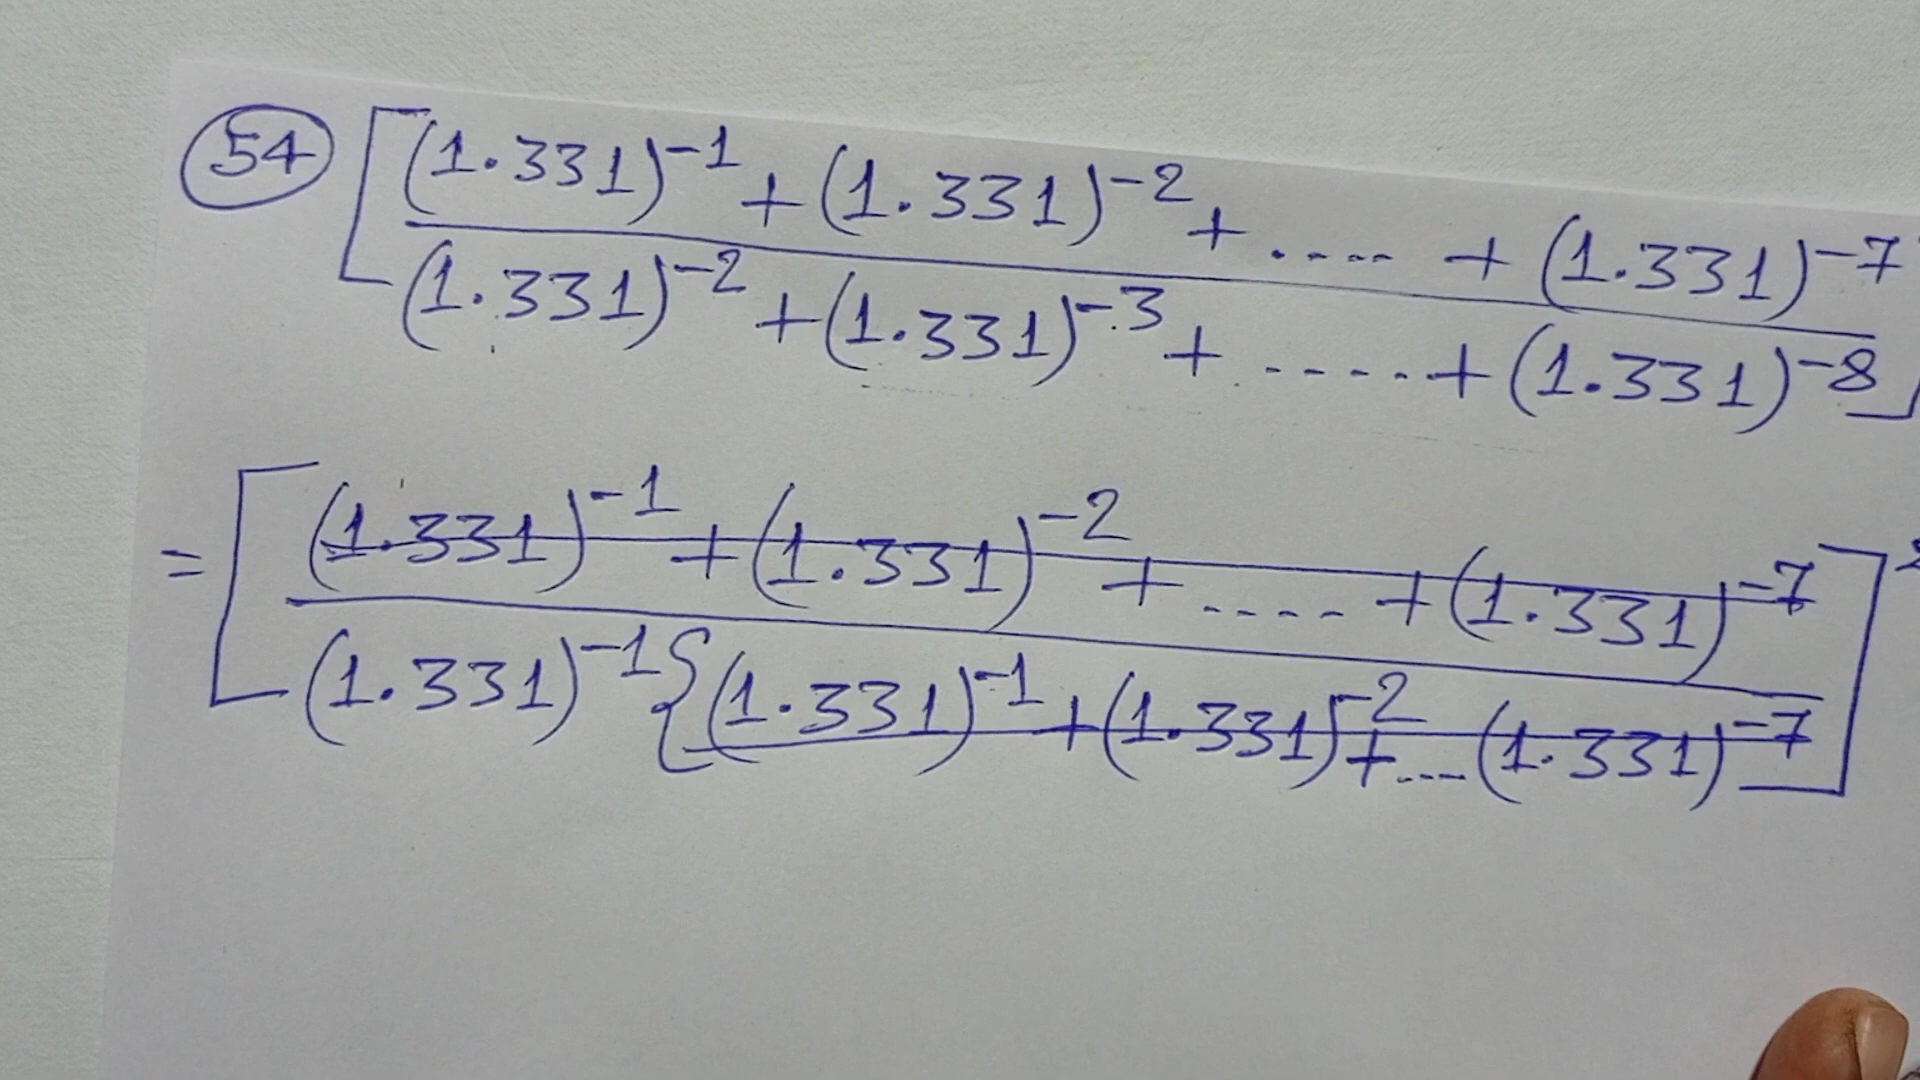 54 [(1.331)^-1 + (1.331)^-2 + .... + (1.331)^-7
(1.331)^-2 + (1.331)^-3 + ..... + (1.331)^-8]
= [(1.331)^-1 + (1.331)^-2 + .... + (1.331)^-7]
(1.331)^-1 {(1.331)^-1 + (1.331)^-2 + .... (1.331)^-7